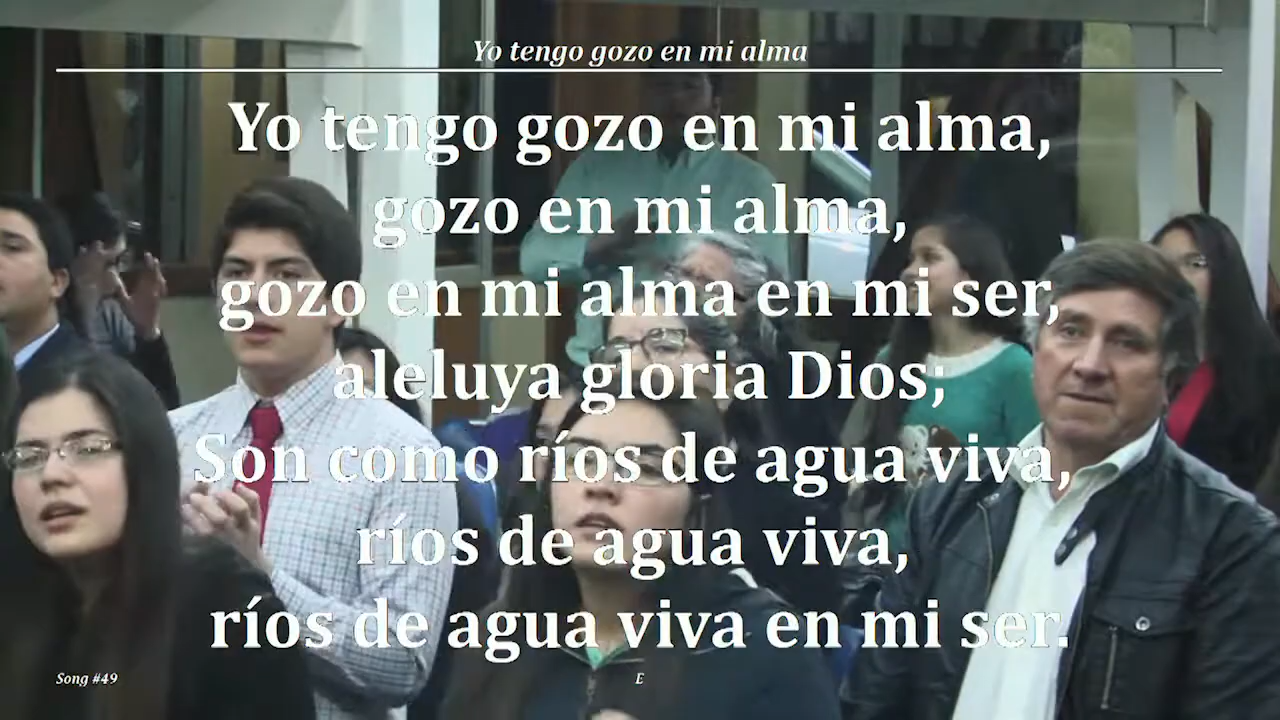 Yo tengo gozo en mi alma
Yo tengo gozo en mi alma,
gozo en mi alma,
gozo en mi alma en mi ser,
aleluya gloria Dios;
Son como ríos de agua viva,
ríos de agua viva,
ríos de agua viva en mi ser.
Song #49
E